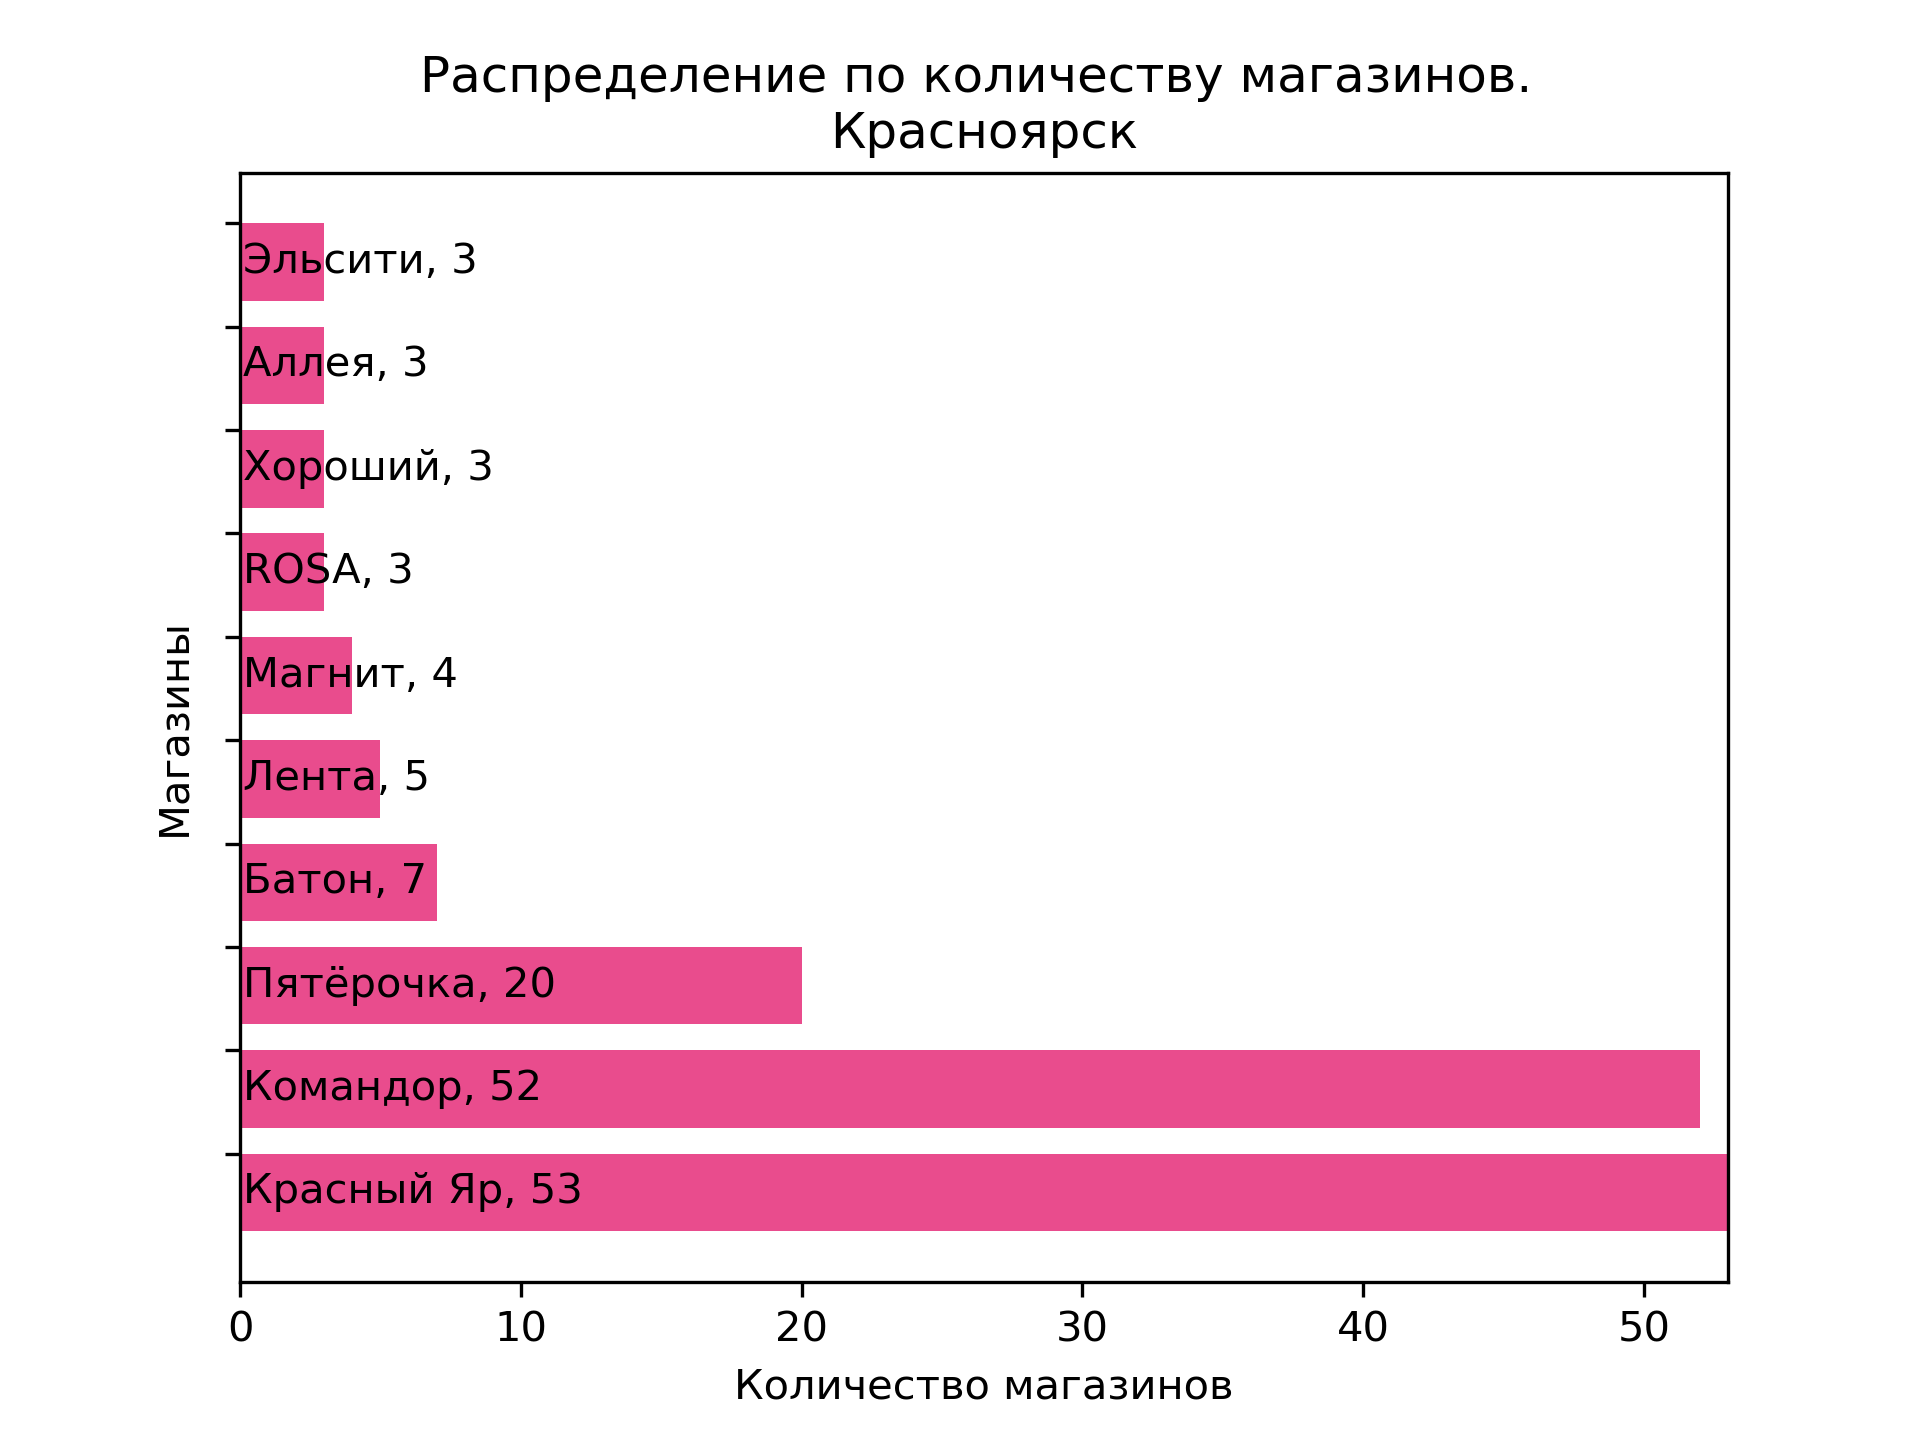 Распределение по количеству магазинов.
Красноярск
Эльсити, 3
Аллея, 3
Хороший, 3
ROSA, 3
Магнит, 4
Лента, 5
Батон, 7
Пятёрочка, 20
Командор, 52
Красный Яр, 53
Магазины
0 10 20 30 40 50
Количество магазинов